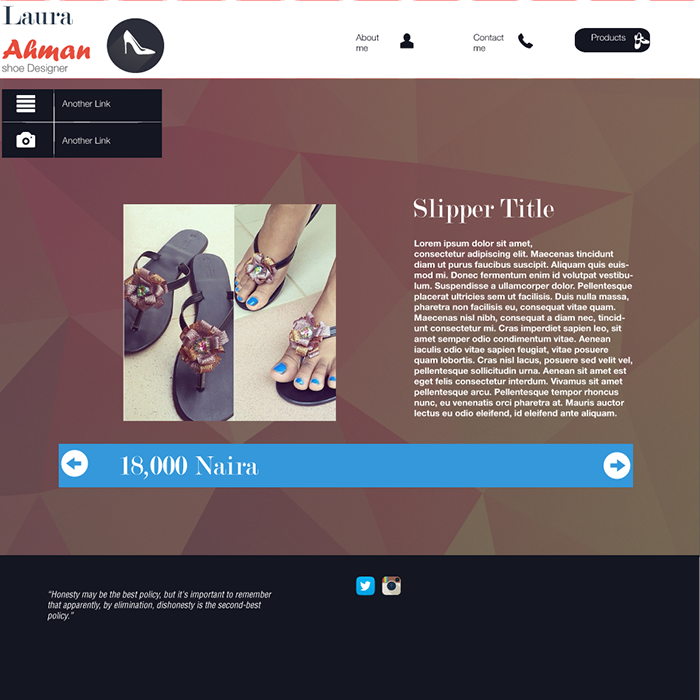 Laura
Ahman
shoe Designer
About
me
Contact
me
Products
Another Link
Another Link
Slipper Title
Lorem ipsum dolor sit amet,
consectetur adipiscing elit. Maecenas tincidunt
diam ut purus faucibus suscipit. Aliquam quis euis-
mod mi. Donec fermentum enim id volutpat vestibu-
lum. Suspendisse a ullamcorper dolor. Pellentesque
placerat ultricies sem ut facilisis. Duis nulla massa,
pharetra non facilisis eu, consequat vitae quam.
Maecenas nisl nibh, consequat a diam nec, tincid-
unt consectetur mi. Cras imperdiet sapien leo, sit
amet semper odio condimentum vitae. Aenean
iaculis odio vitae sapien feugiat, vitae posuere
quam lobortis. Cras nisl lacus, posuere sed velit vel,
pellentesque sollicitudin urna. Aenean sit amet est
eget felis consectetur interdum. Vivamus sit amet
pellentesque arcu. Pellentesque tempor rhoncus
nunc, eu venenatis orci pharetra at. Mauris auctor
lectus eu odio eleifend, id eleifend ante aliquam.
18,000 Naira
“Honesty may be the best policy, but it’s important to remember
that apparently, by elimination, dishonesty is the second-best
policy.”